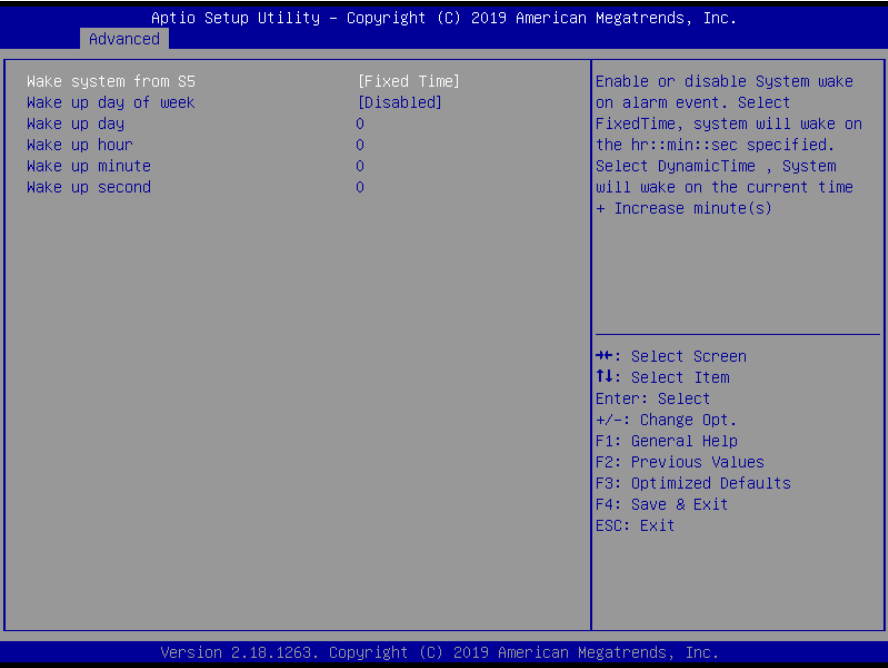 Aptio Setup Utility – Copyright (C) 2019 American Megatrends, Inc.
Advanced
Wake system from S5 [Fixed Time]
Wake up day of week [Disabled]
Wake up day 0
Wake up hour 0
Wake up minute 0
Wake up second 0
Enable or disable System wake
on alarm event. Select
FixedTime, system will wake on
the hr::min::sec specified.
Select DynamicTime , System
will wake on the current time
+ Increase minute(s)
→←: Select Screen
↑↓: Select Item
Enter: Select
+/-: Change Opt.
F1: General Help
F2: Previous Values
F3: Optimized Defaults
F4: Save & Exit
ESC: Exit
Version 2.18.1263. Copyright (C) 2019 American Megatrends, Inc.